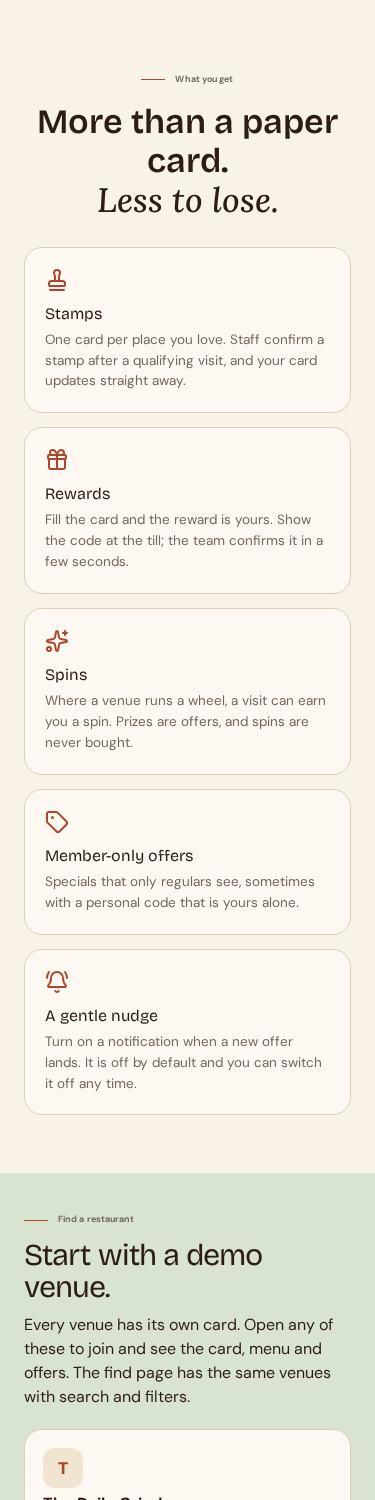 What you get
More than a paper
card.
Less to lose.
Stamps
One card per place you love. Staff confirm a
stamp after a qualifying visit, and your card
updates straight away.
Rewards
Fill the card and the reward is yours. Show
the code at the till; the team confirms it in a
few seconds.
Spins
Where a venue runs a wheel, a visit can earn
you a spin. Prizes are offers, and spins are
never bought.
Member-only offers
Specials that only regulars see, sometimes
with a personal code that is yours alone.
A gentle nudge
Turn on a notification when a new offer
lands. It is off by default and you can switch
it off any time.
Find a restaurant
Start with a demo
venue.
Every venue has its own card. Open any of
these to join and see the card, menu and
offers. The find page has the same venues
with search and filters.
T